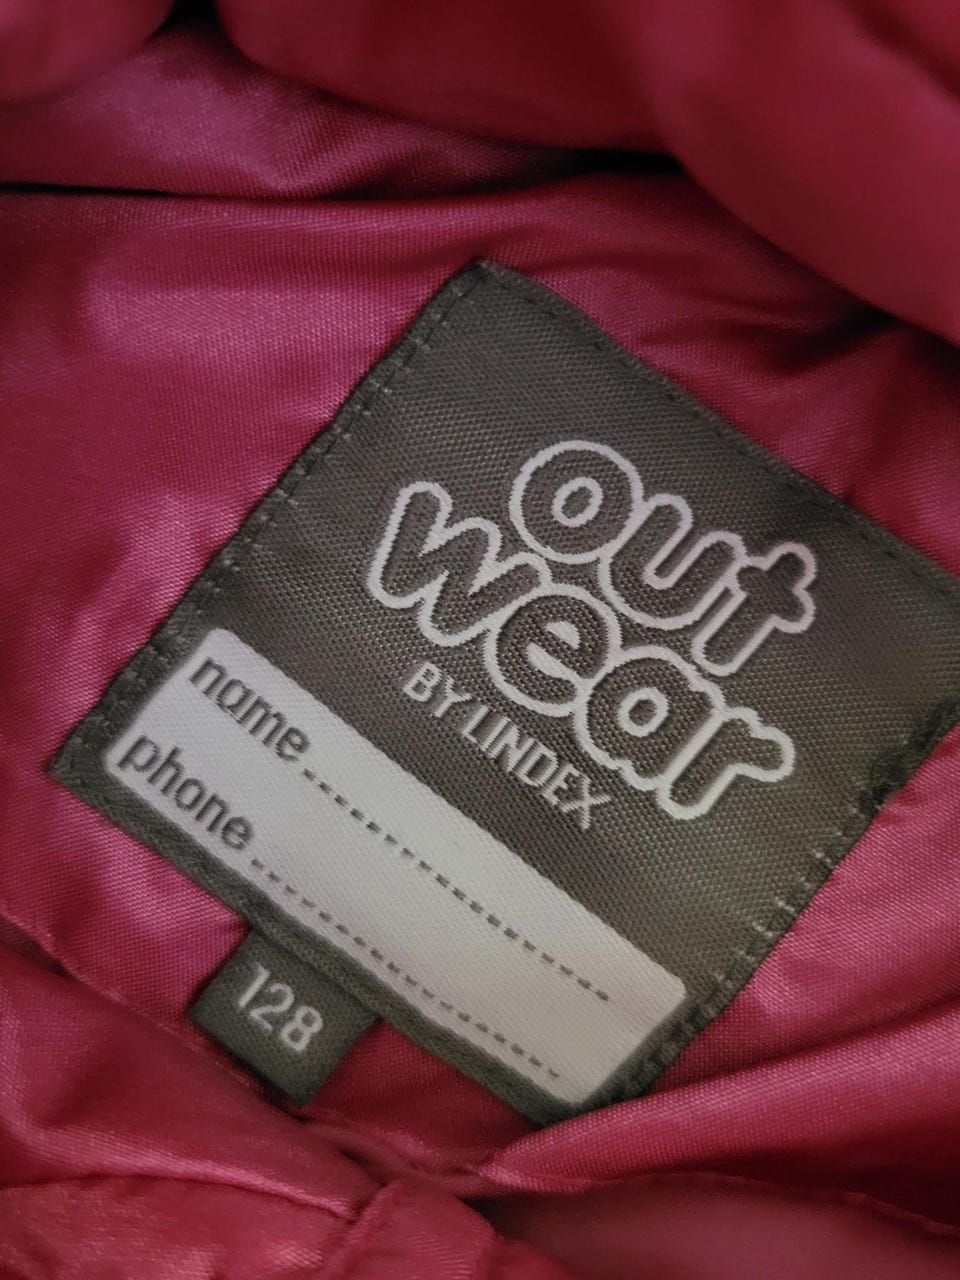 out
wear
BY LINDEX
name
phone
128